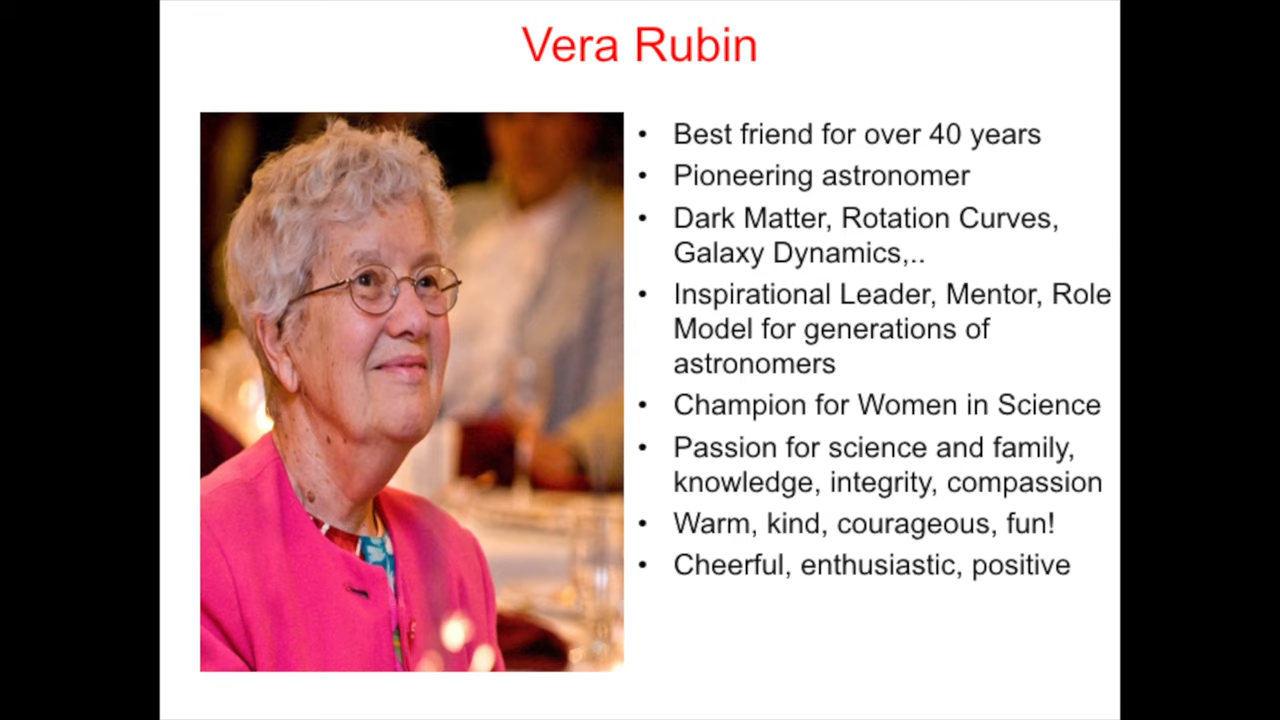 Vera Rubin
• Best friend for over 40 years
• Pioneering astronomer
• Dark Matter, Rotation Curves,
Galaxy Dynamics,..
• Inspirational Leader, Mentor, Role
Model for generations of
astronomers
• Champion for Women in Science
• Passion for science and family,
knowledge, integrity, compassion
• Warm, kind, courageous, fun!
• Cheerful, enthusiastic, positive